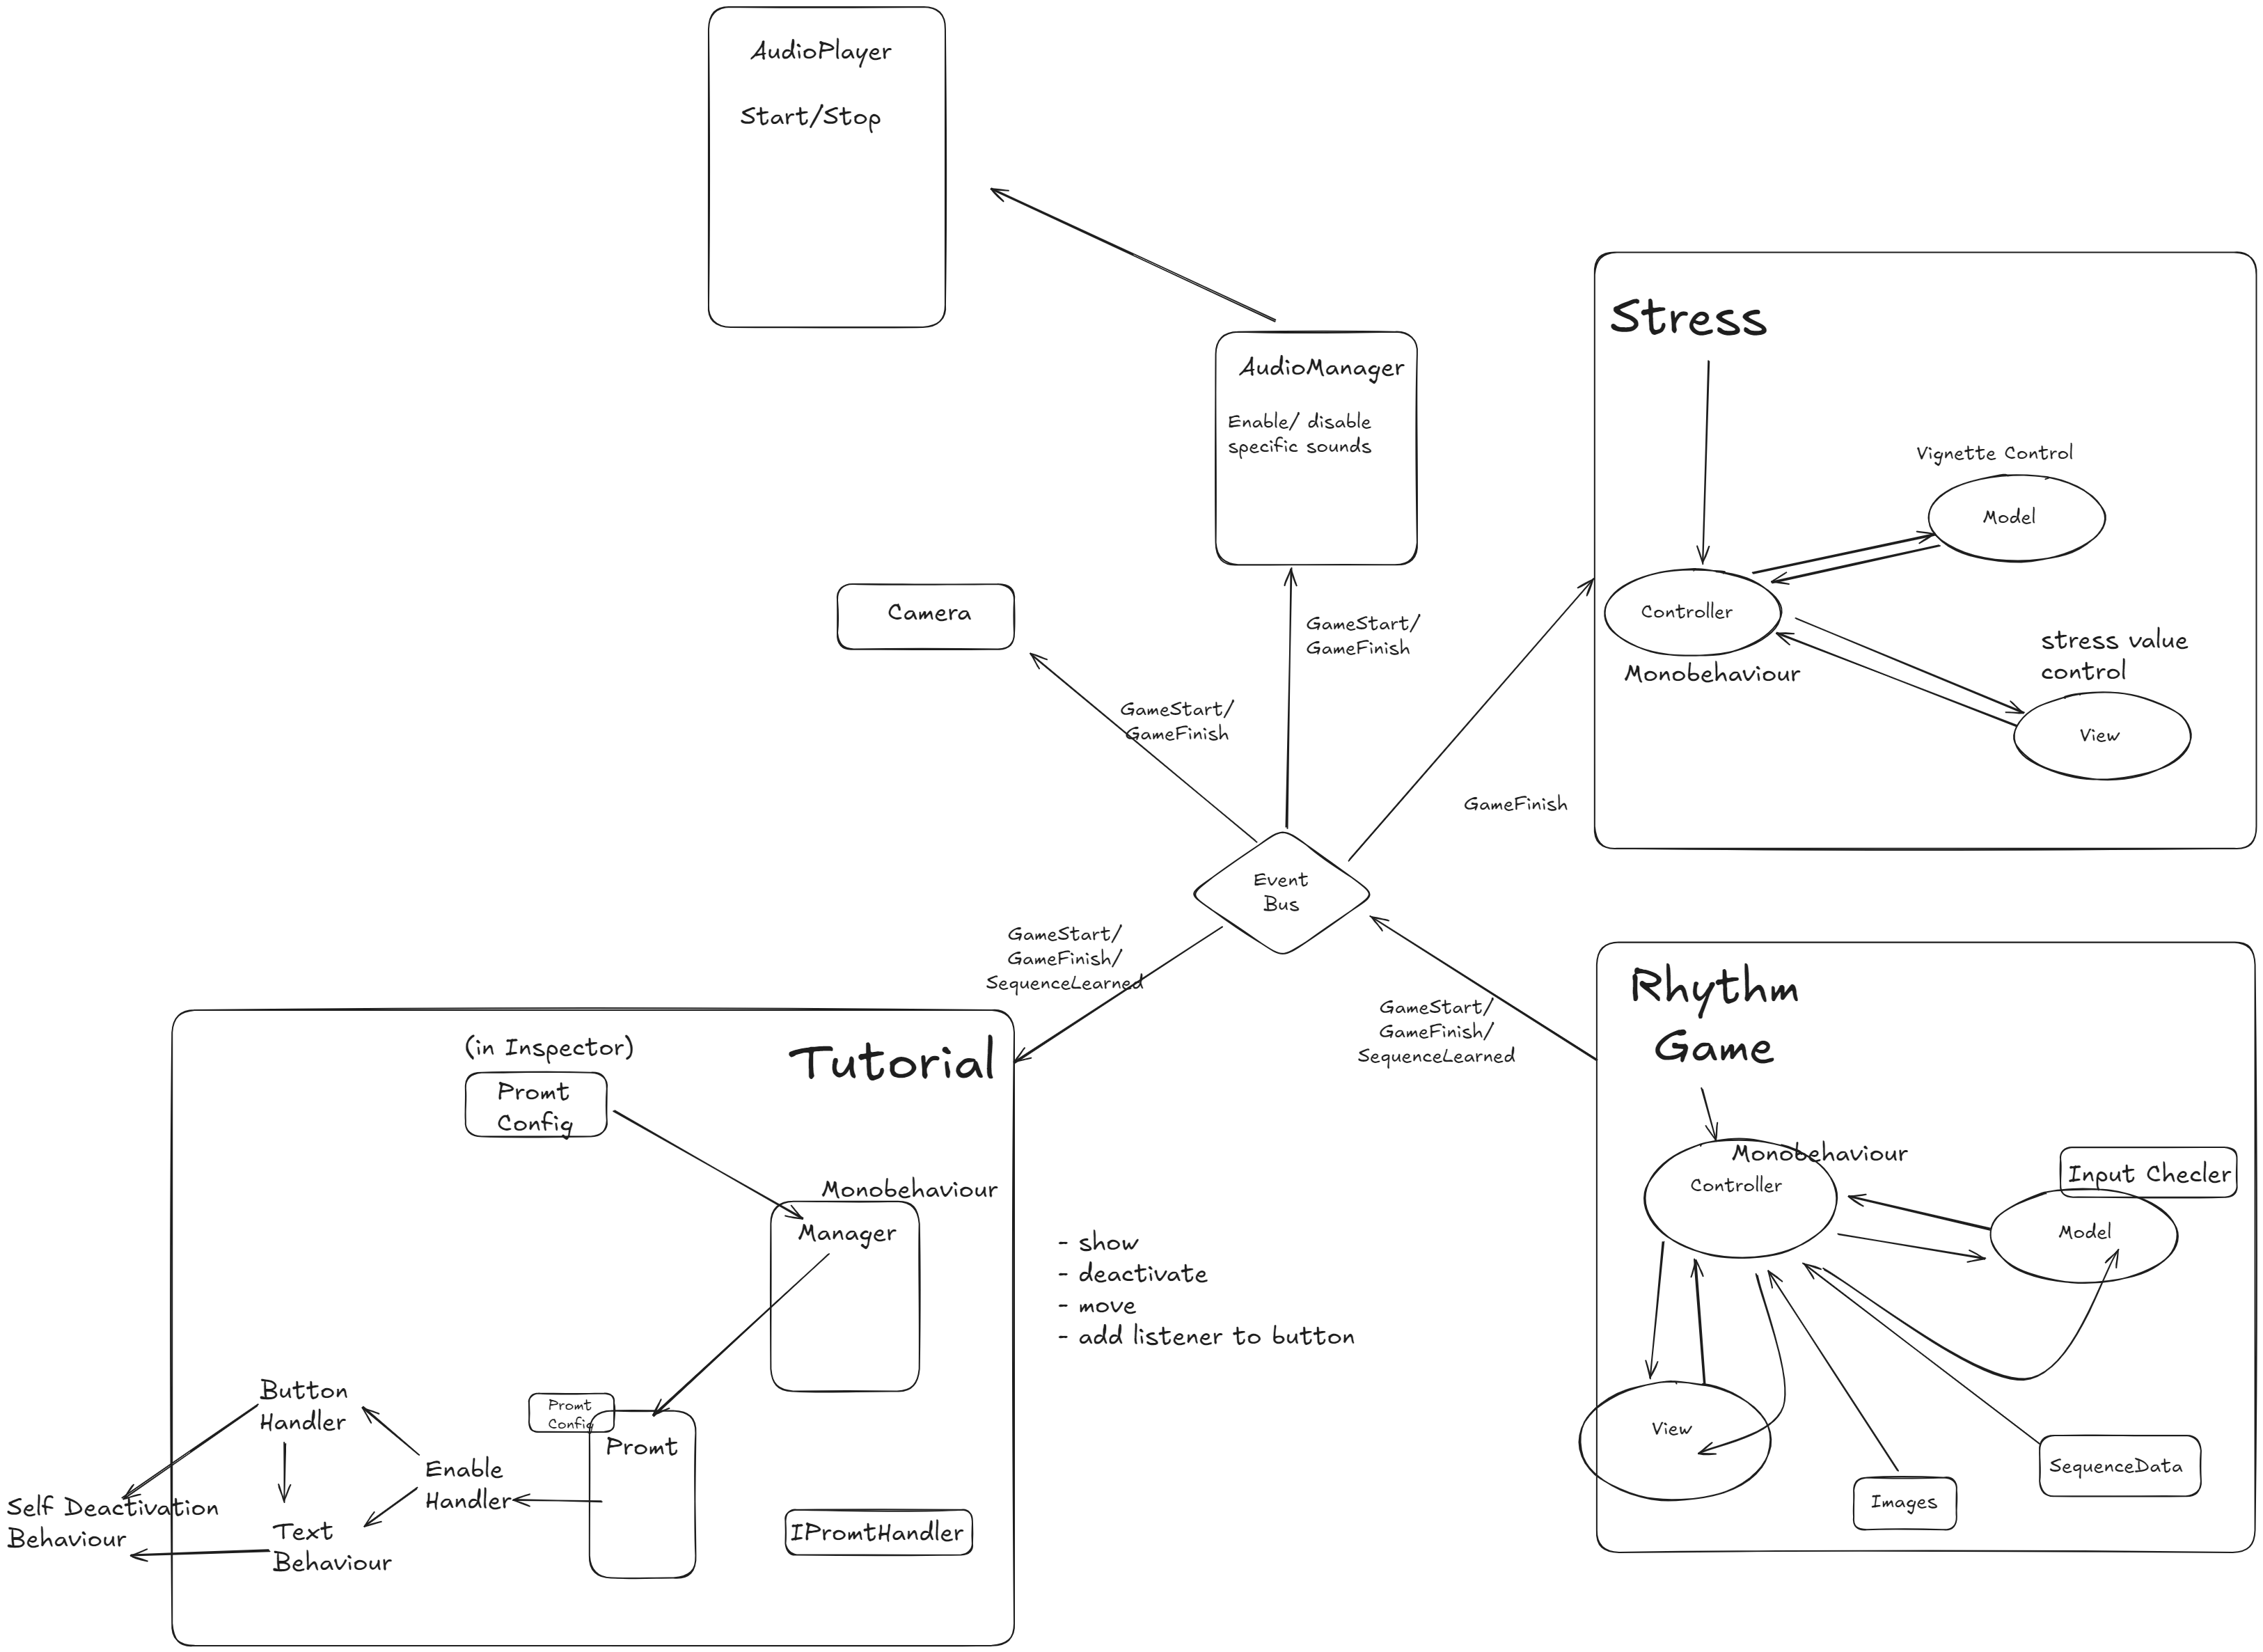 AudioPlayer
Start/Stop
Stress
AudioManager
Enable/ disable
specific sounds
Vignette Control
Model
Camera
Controller
Monobehaviour
GameStart/
GameFinish
stress value
control
View
GameStart/
GameFinish
GameFinish
Event
Bus
GameStart/
GameFinish/
SequenceLearned
GameStart/
GameFinish/
SequenceLearned
Rhythm
Game
Monobehaviour
Controller
Input Checler
Model
View
Images
SequenceData
Tutorial
(in Inspector)
Promt
Config
Monobehaviour
Manager
- show
- deactivate
- move
- add listener to button
Button
Handler
Promt
Config
Promt
Enable
Handler
Self Deactivation
Behaviour
Text
Behaviour
IPromtHandler